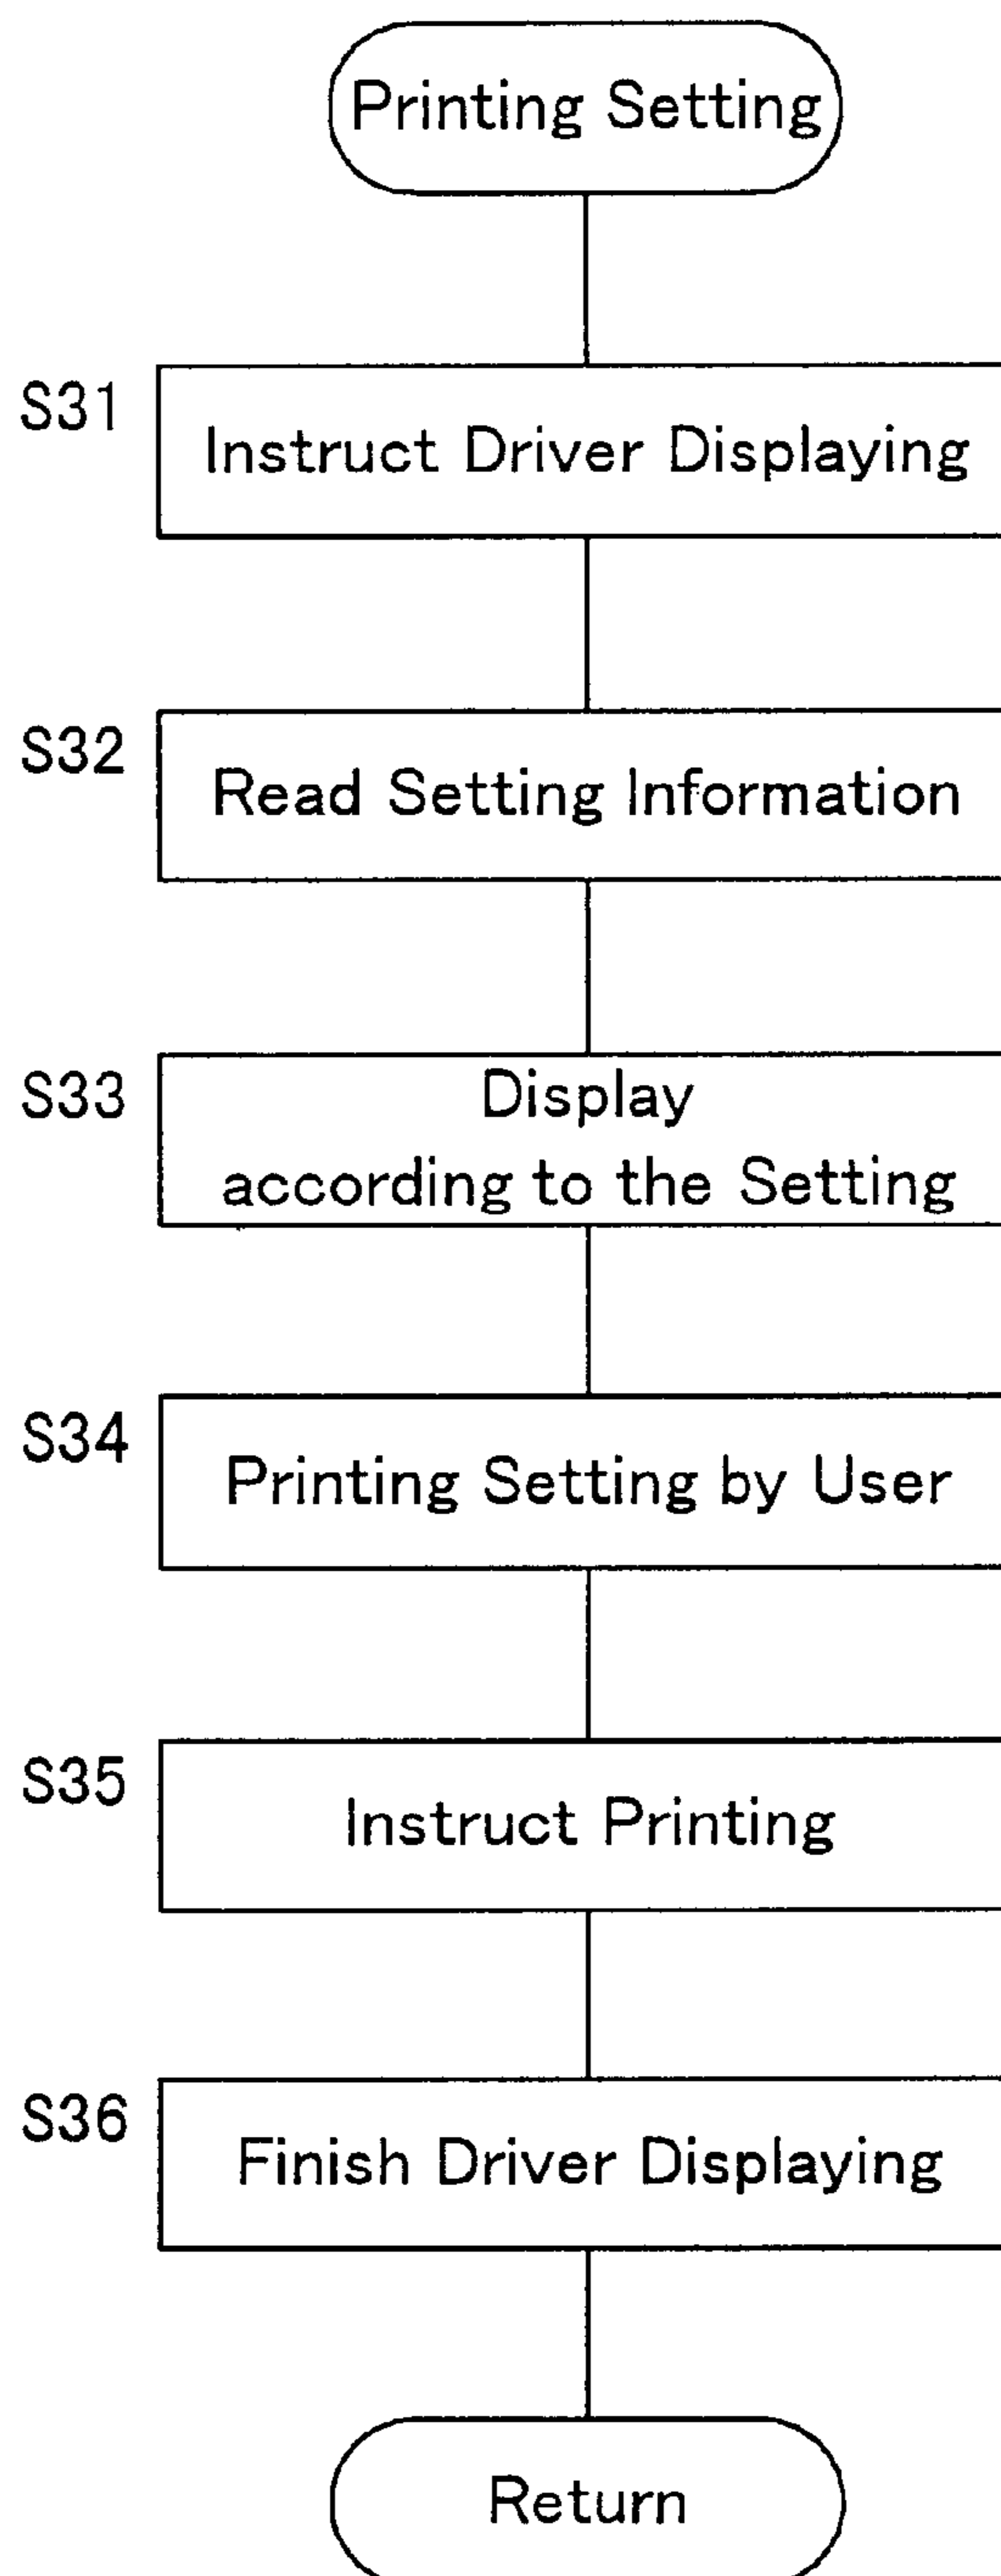 Printing Setting
S31
Instruct Driver Displaying
S32
Read Setting Information
S33
Display
according to the Setting
S34
Printing Setting by User
S35
Instruct Printing
S36
Finish Driver Displaying
Return